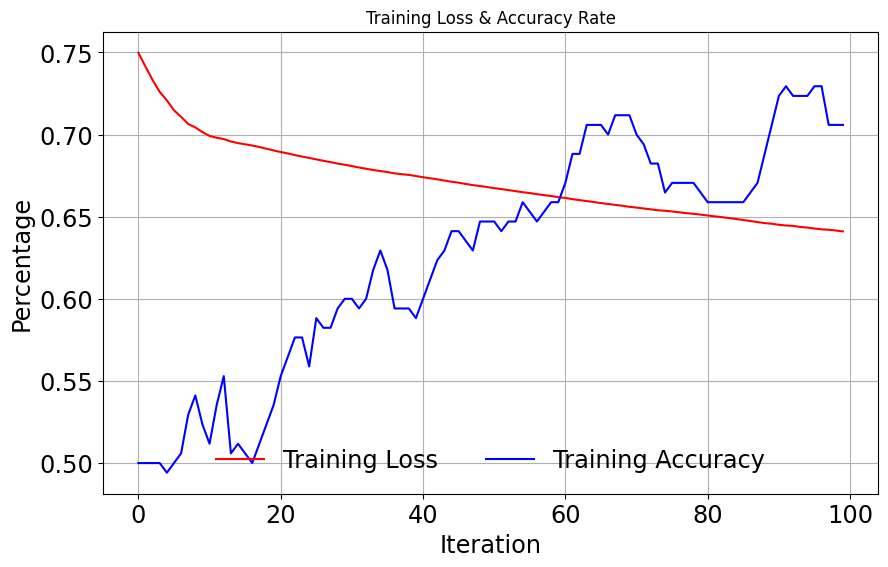 Training Loss & Accuracy Rate
0.75
0.70
0.65
0.60
0.55
0.50
Percentage
Training Loss Training Accuracy
0 20 40 60 80 100
Iteration